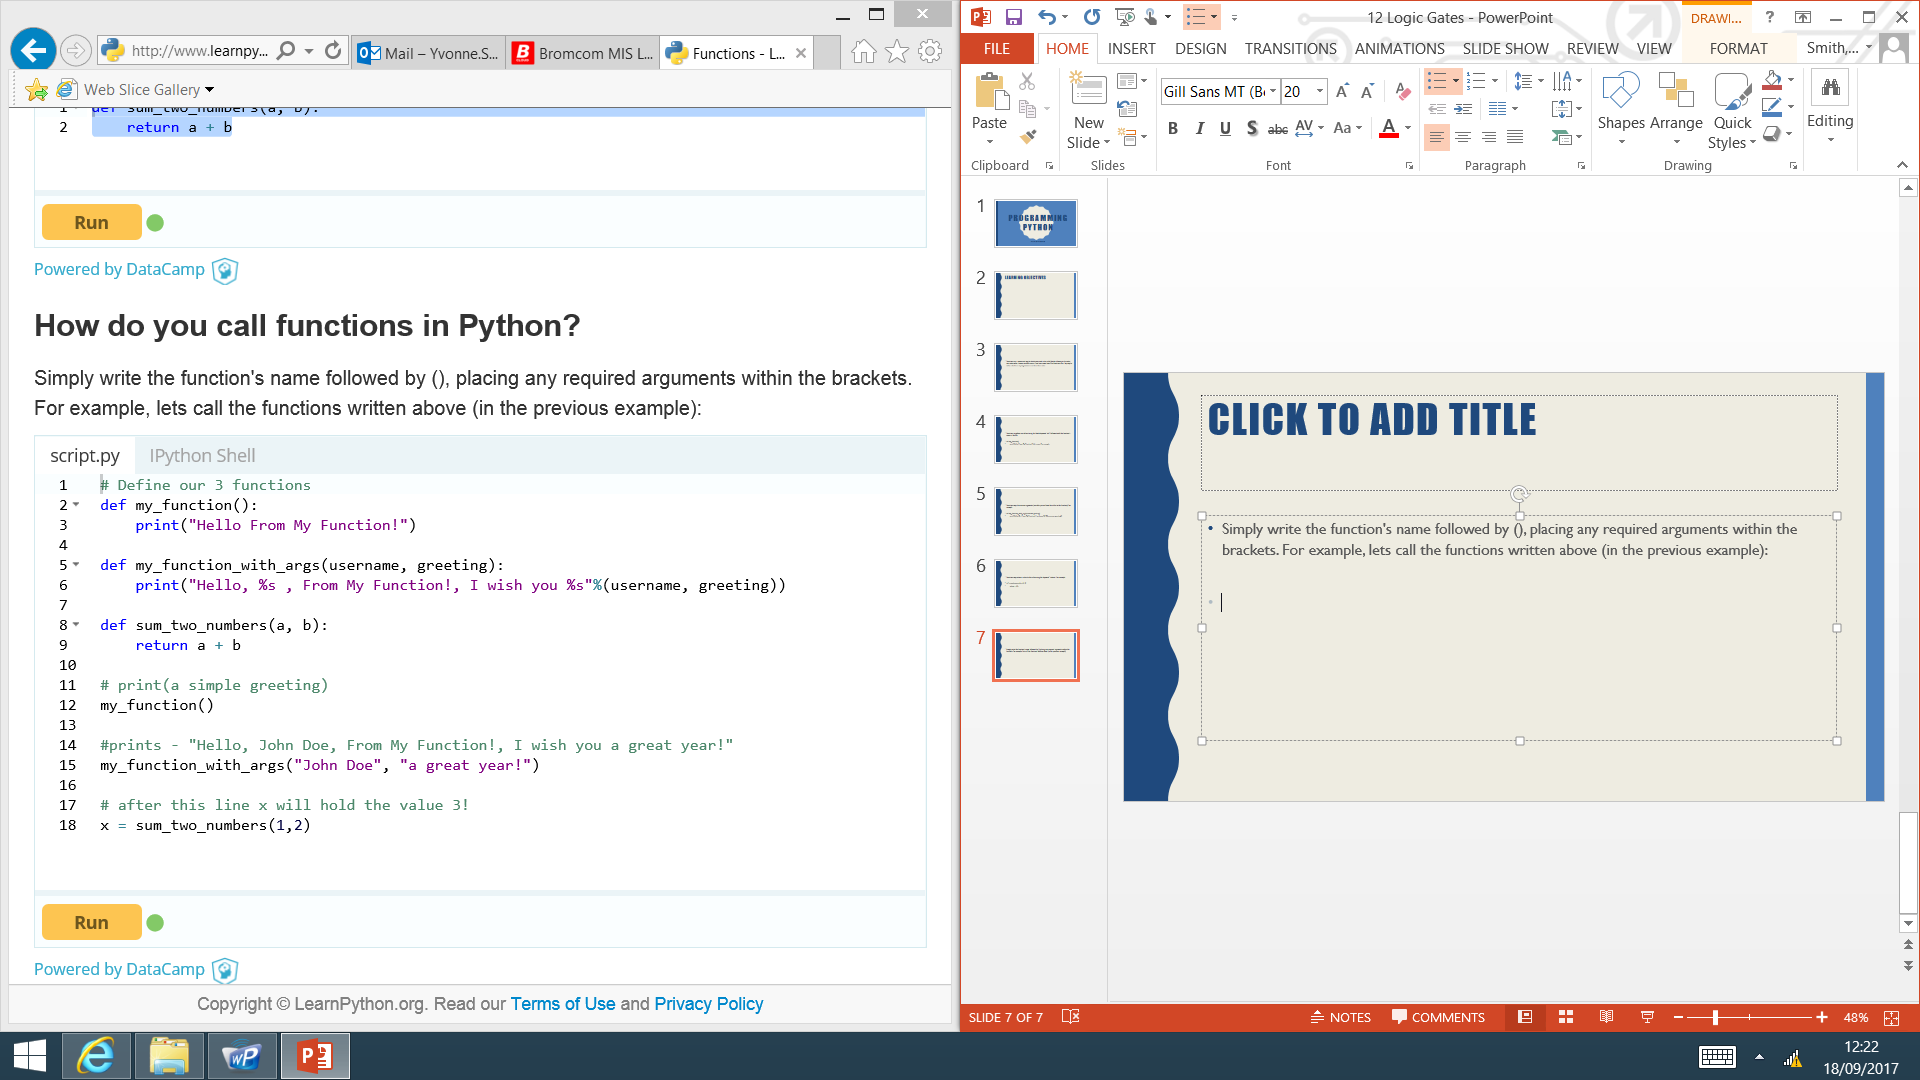 http://www.learnpy...
Mail – Yvonne.S...
Bromcom MIS L...
Functions - L...
Web Slice Gallery
1 def sum_two_numbers(a, b):
2 return a + b
Run
Powered by DataCamp
How do you call functions in Python?
Simply write the function's name followed by (), placing any required arguments within the brackets.
For example, lets call the functions written above (in the previous example):
script.py IPython Shell
1 # Define our 3 functions
2 def my_function():
3 print("Hello From My Function!")
4
5 def my_function_with_args(username, greeting):
6 print("Hello, %s , From My Function!, I wish you %s"%(username, greeting))
7
8 def sum_two_numbers(a, b):
9 return a + b
10
11 # print(a simple greeting)
12 my_function()
13
14 #prints - "Hello, John Doe, From My Function!, I wish you a great year!"
15 my_function_with_args("John Doe", "a great year!")
16
17 # after this line x will hold the value 3!
18 x = sum_two_numbers(1,2)
Run
Powered by DataCamp
Copyright © LearnPython.org. Read our Terms of Use and Privacy Policy
12 Logic Gates - PowerPoint
DRAWI...
FILE HOME INSERT DESIGN TRANSITIONS ANIMATIONS SLIDE SHOW REVIEW VIEW FORMAT Smith,...
Paste
New Slide
Gill Sans MT (B 20
B I U S abc AV Aa A
Shapes Arrange Quick Styles
Editing
Clipboard Slides Font Paragraph Drawing
1
PROGRAMMING
PYTHON
2
LEARNING OBJECTIVES
3
4
5
6
7
CLICK TO ADD TITLE
• Simply write the function's name followed by (), placing any required arguments within the
brackets. For example, lets call the functions written above (in the previous example):
SLIDE 7 OF 7 NOTES COMMENTS 48%
12:22
18/09/2017